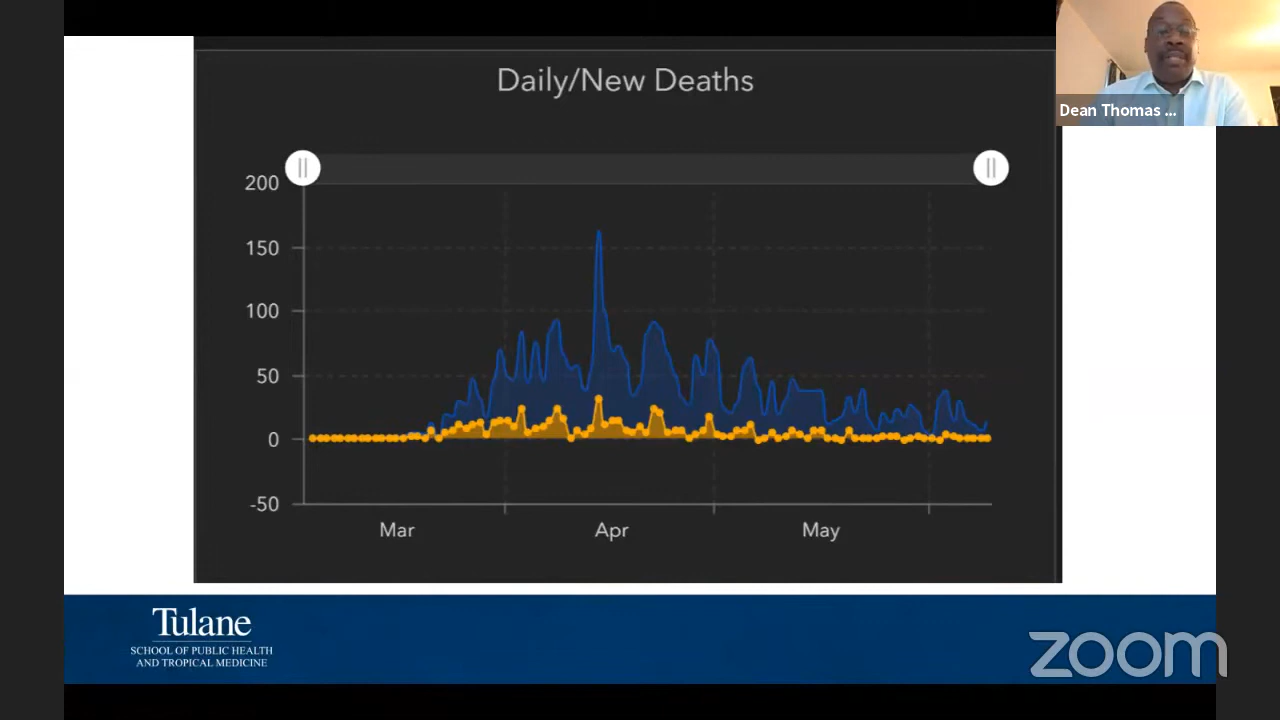 Daily/New Deaths
Dean Thomas ...
200
150
100
50
0
-50
Mar Apr May
Tulane
SCHOOL OF PUBLIC HEALTH
AND TROPICAL MEDICINE
zoom